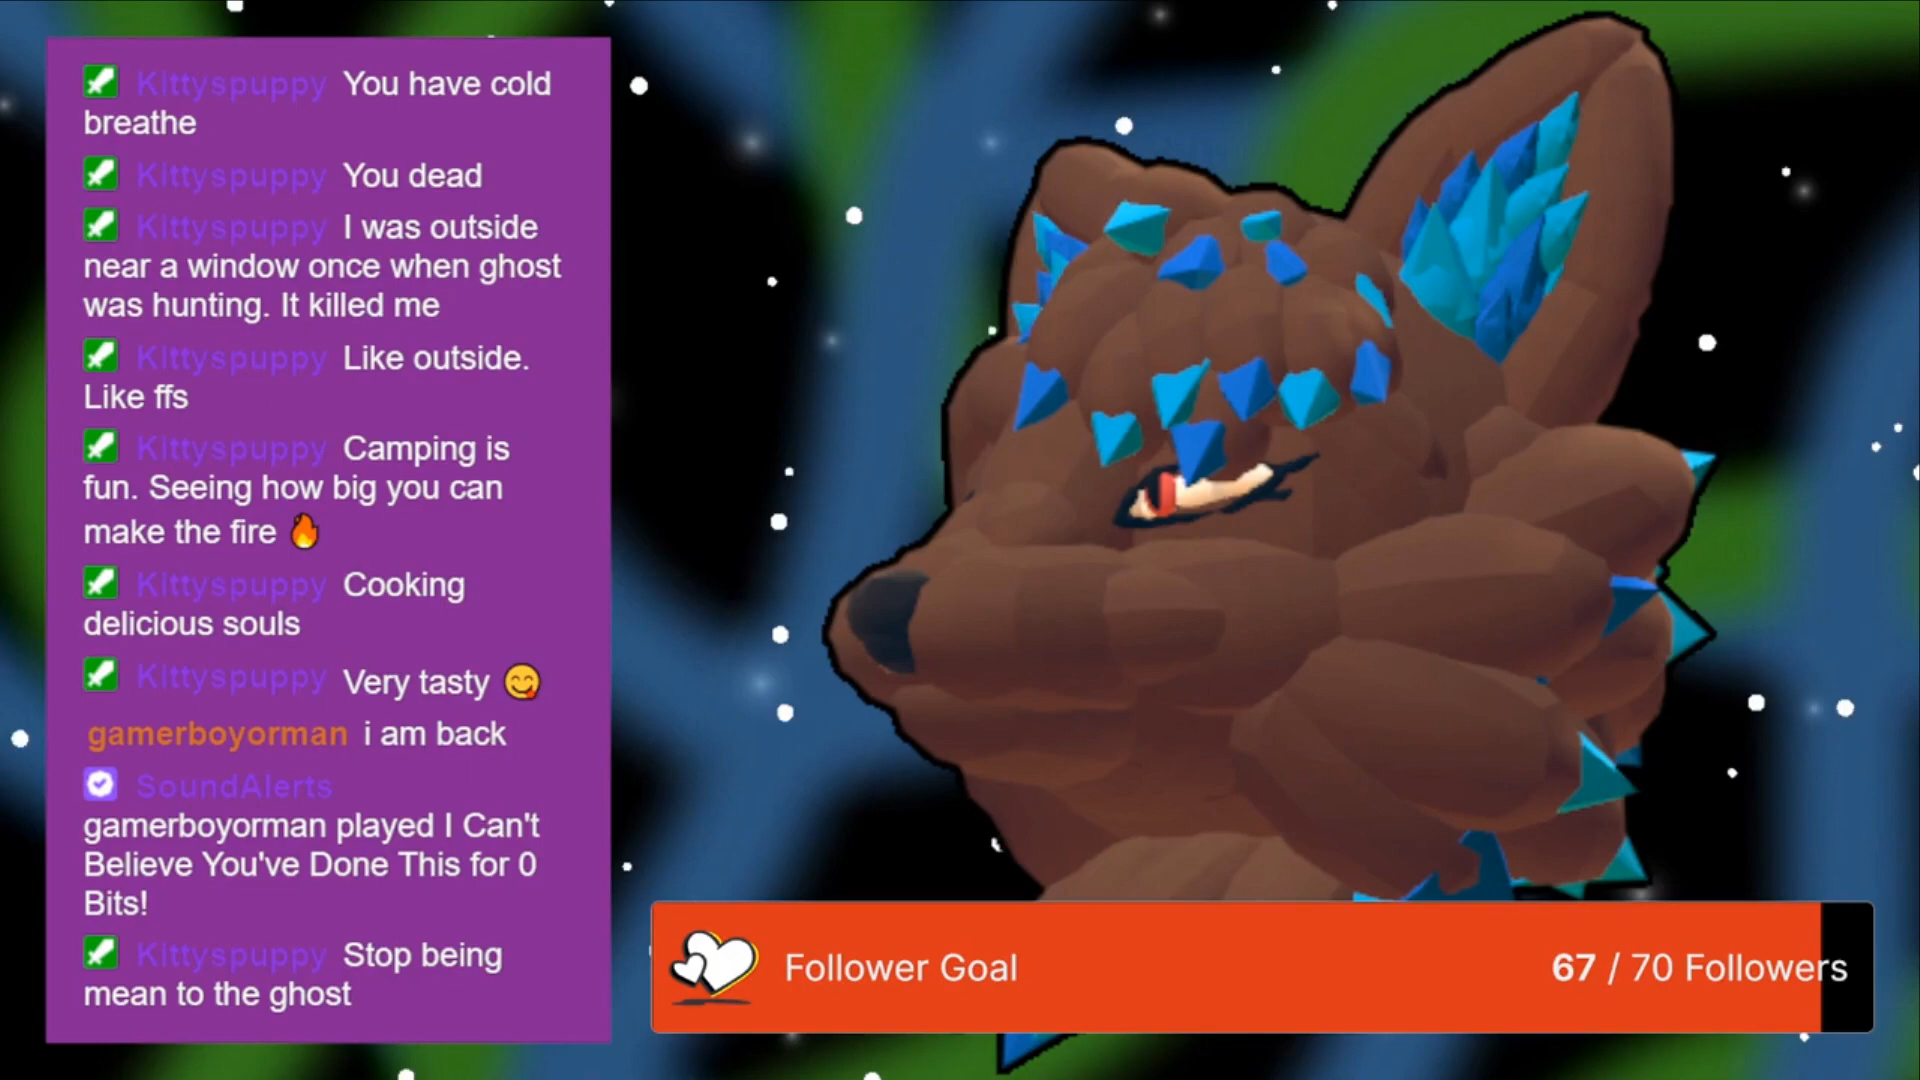 KIttyspuppy You have cold
breathe
KIttyspuppy You dead
KIttyspuppy I was outside
near a window once when ghost
was hunting. It killed me
KIttyspuppy Like outside.
Like ffs
KIttyspuppy Camping is
fun. Seeing how big you can
make the fire 🔥
KIttyspuppy Cooking
delicious souls
KIttyspuppy Very tasty 😋
gamerboyorman i am back
SoundAlerts
gamerboyorman played I Can't
Believe You've Done This for 0
Bits!
KIttyspuppy Stop being
mean to the ghost
Follower Goal 67 / 70 Followers